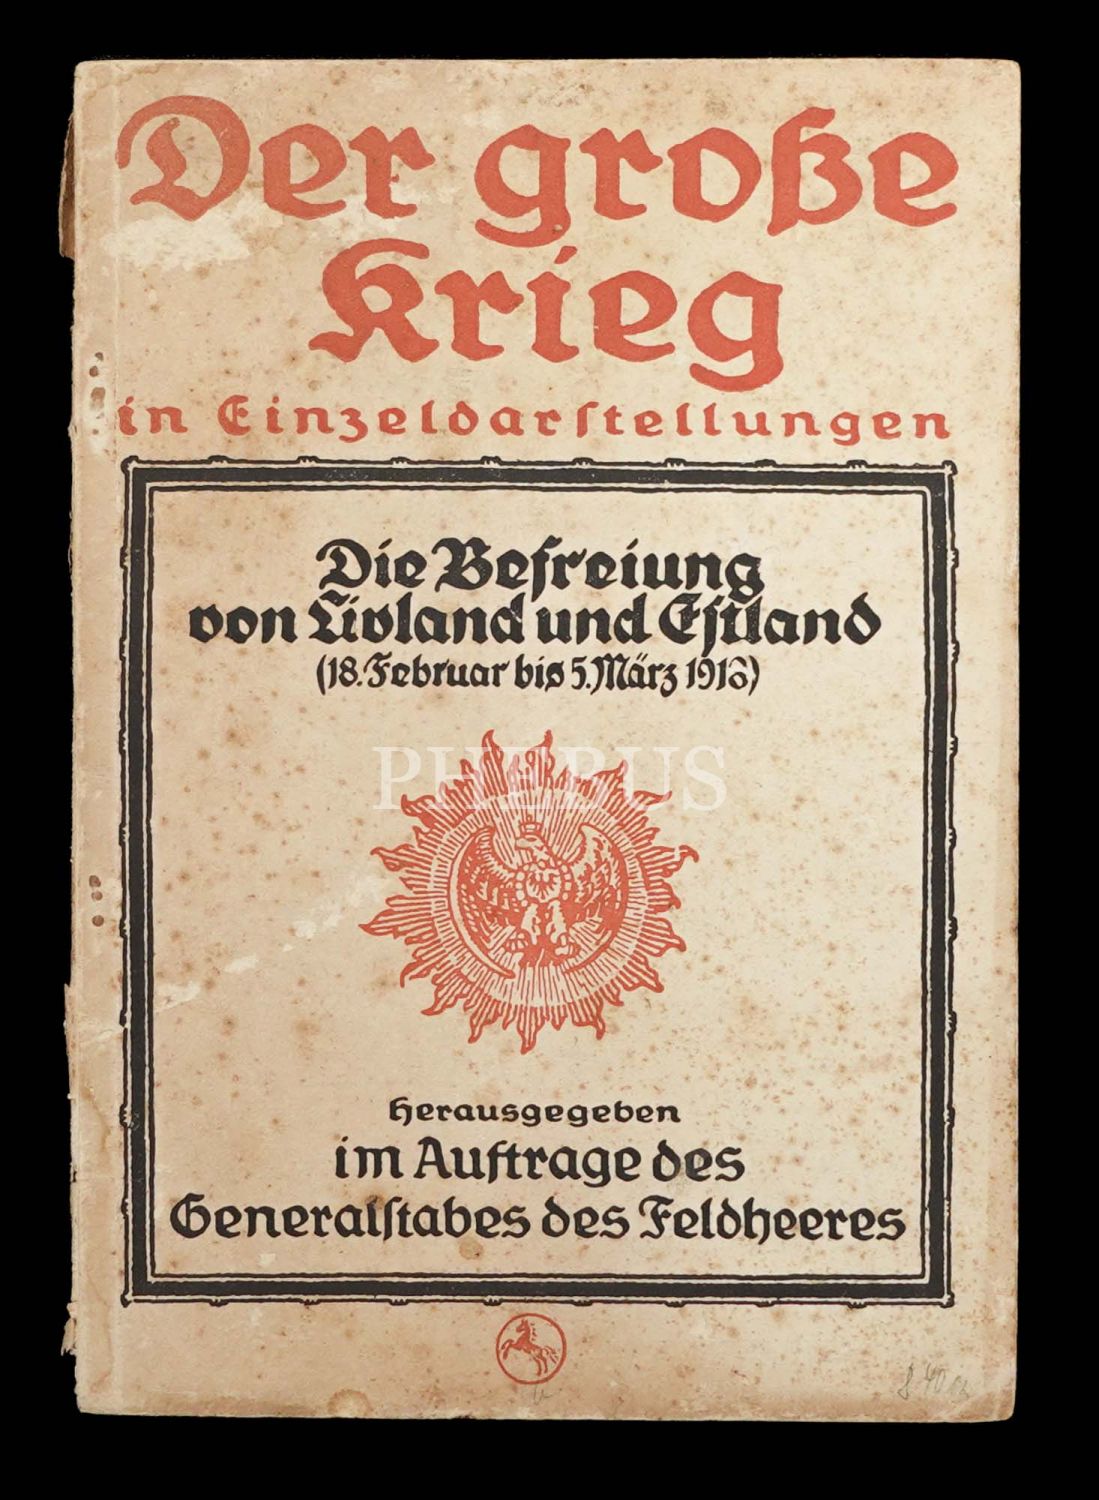 Der große
Krieg
in Einzeldarstellungen
Die Befreiung
von Livland und Estland
(18. Februar bis 5. März 1918)
PHEBUS
herausgegeben
im Auftrage des
Generalstabes des Feldheeres